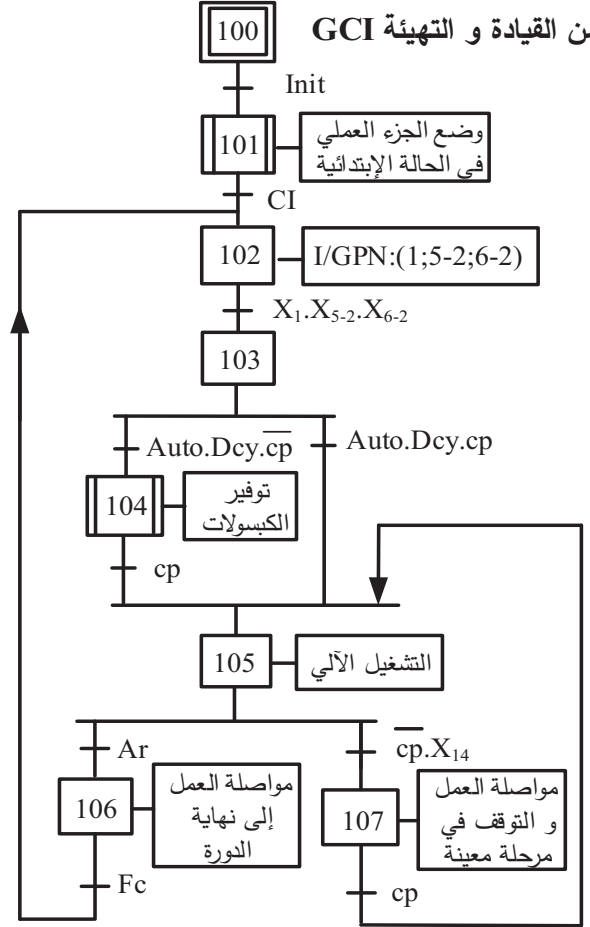 ن القيادة و التهيئة GCI
100
Init
101
وضع الجزء العملي
في الحالة الإبتدائية
CI
102
I/GPN:(1;5-2;6-2)
X₁.X₅₋₂.X₆₋₂
103
Auto.Dcy.c̅p̅
Auto.Dcy.cp
104
توفير
الكبسولات
cp
105
التشغيل الآلي
Ar
c̅p̅.X₁₄
106
مواصلة العمل
إلى نهاية
الدورة
107
مواصلة العمل
و التوقف في
مرحلة معينة
Fc
cp